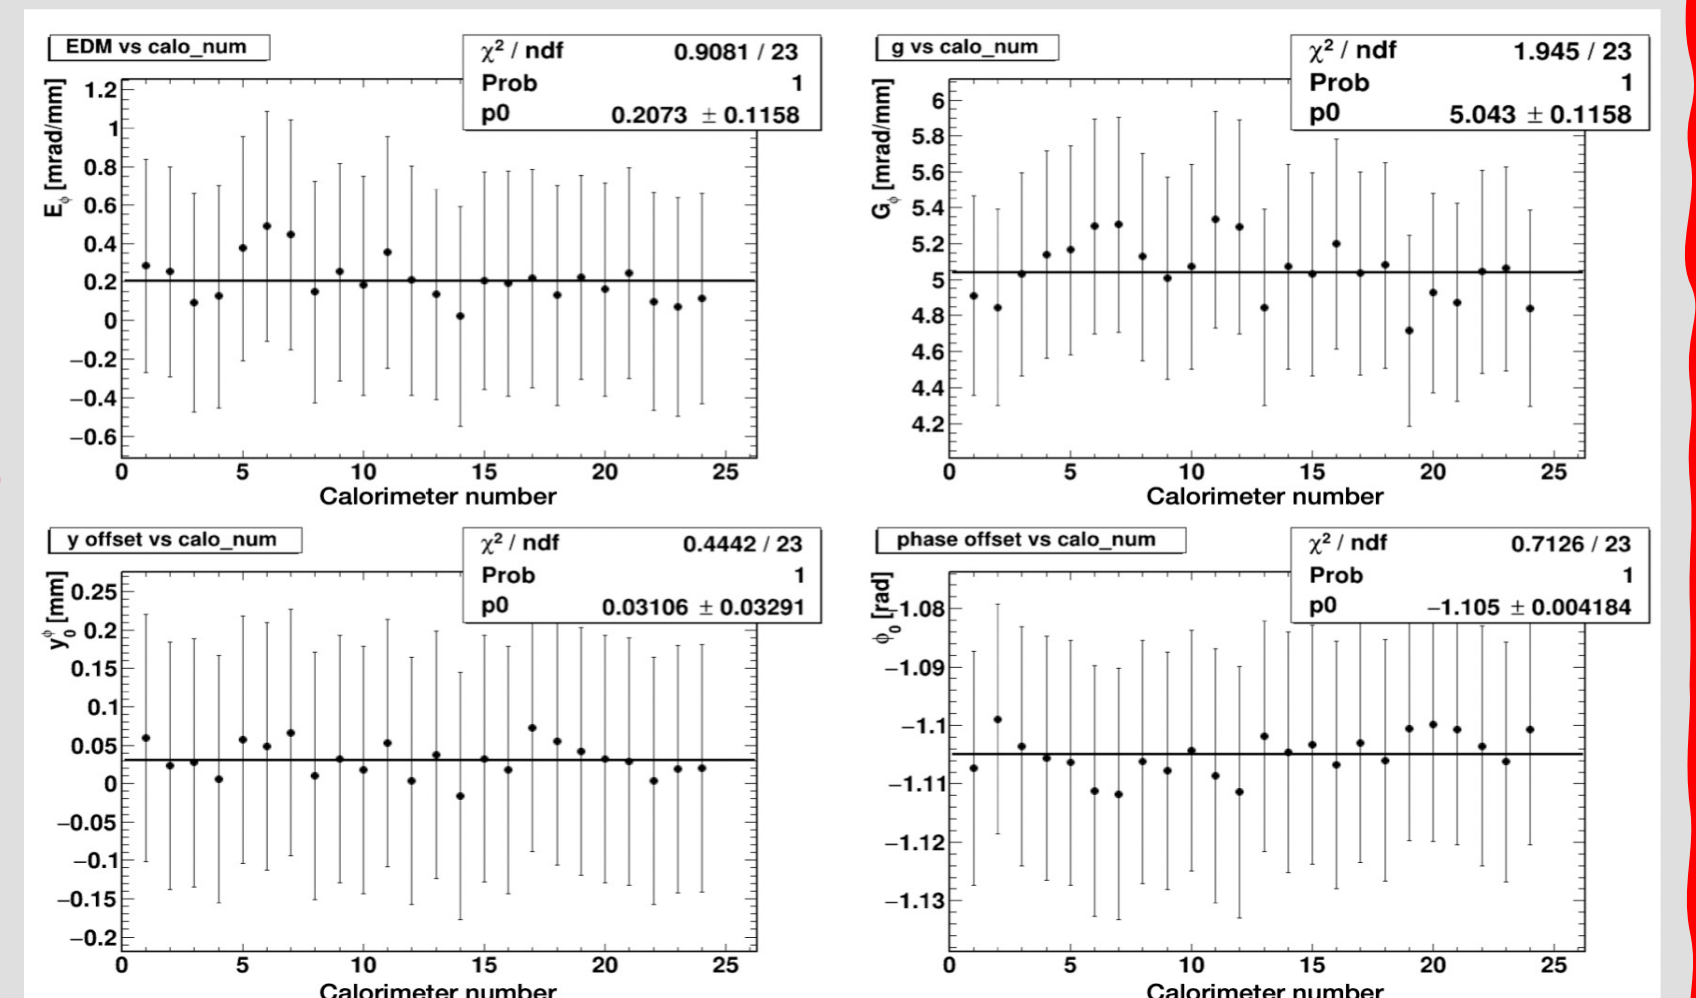 EDM vs calo_num
χ² / ndf 0.9081 / 23
Prob 1
p0 0.2073 ± 0.1158
E_ϕ [mrad/mm]
1.2
1
0.8
0.6
0.4
0.2
0
−0.2
−0.4
−0.6
0 5 10 15 20 25
Calorimeter number
g vs calo_num
χ² / ndf 1.945 / 23
Prob 1
p0 5.043 ± 0.1158
G_ϕ [mrad/mm]
6
5.8
5.6
5.4
5.2
5
4.8
4.6
4.4
4.2
0 5 10 15 20 25
Calorimeter number
y offset vs calo_num
χ² / ndf 0.4442 / 23
Prob 1
p0 0.03106 ± 0.03291
y₀^ϕ [mm]
0.25
0.2
0.15
0.1
0.05
0
−0.05
−0.1
−0.15
−0.2
0 5 10 15 20 25
Calorimeter number
phase offset vs calo_num
χ² / ndf 0.7126 / 23
Prob 1
p0 −1.105 ± 0.004184
ϕ₀ [rad]
−1.08
−1.09
−1.1
−1.11
−1.12
−1.13
0 5 10 15 20 25
Calorimeter number